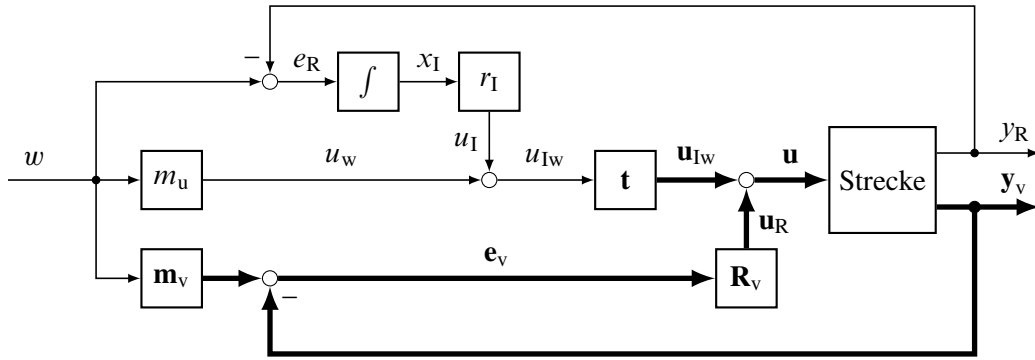 −
e_R
∫
x_I
r_I
y_R
w
m_u
u_w
u_I
u_Iw
t
u_Iw
u
Strecke
y_v
u_R
m_v
−
e_v
R_v